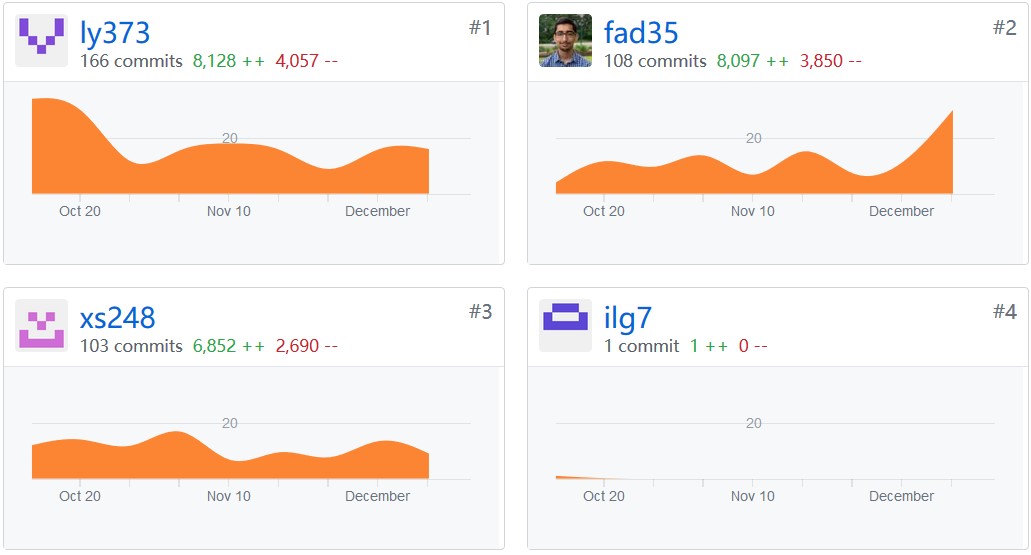 ly373 #1
166 commits 8,128 ++ 4,057 --
20
Oct 20 Nov 10 December
fad35 #2
108 commits 8,097 ++ 3,850 --
20
Oct 20 Nov 10 December
xs248 #3
103 commits 6,852 ++ 2,690 --
20
Oct 20 Nov 10 December
ilg7 #4
1 commit 1 ++ 0 --
20
Oct 20 Nov 10 December